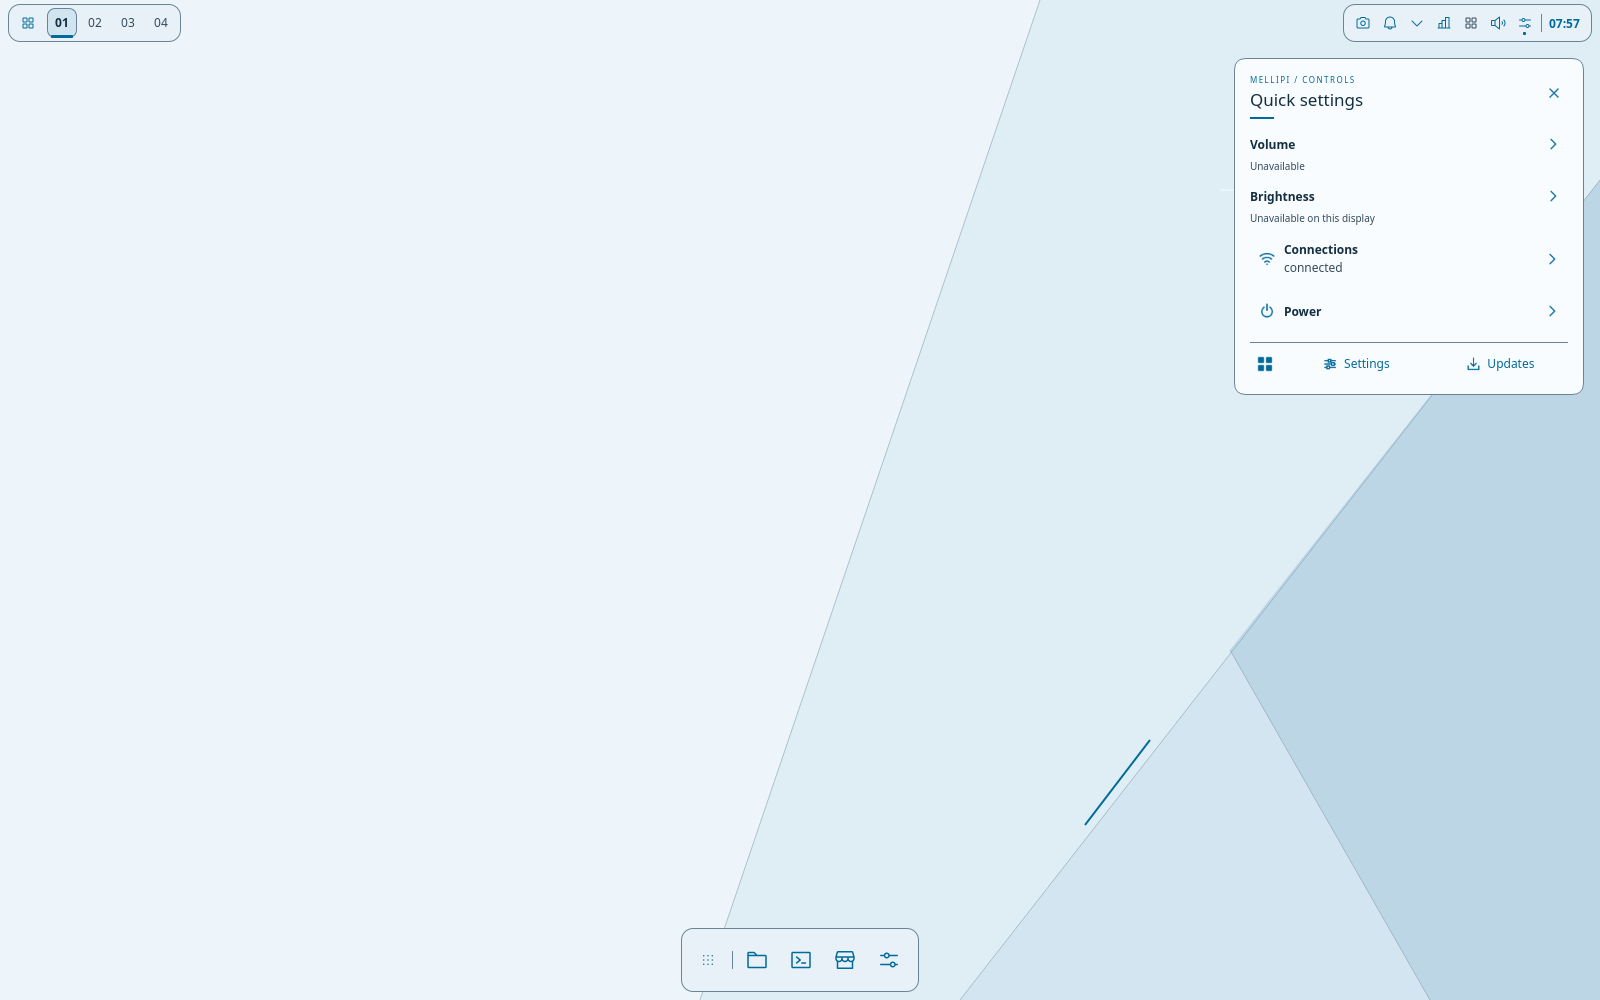 01 02 03 04
07:57
MELLIPI / CONTROLS
Quick settings
Volume
Unavailable
Brightness
Unavailable on this display
Connections
connected
Power
Settings Updates